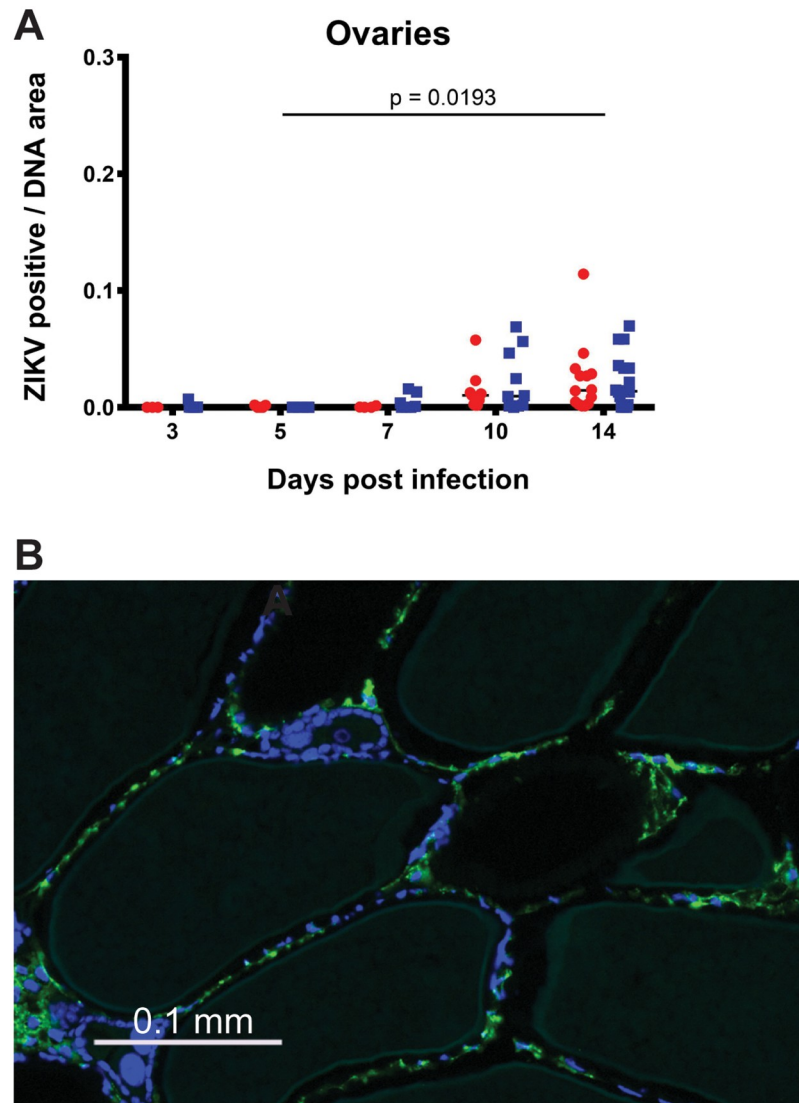 A
Ovaries
0.3
p = 0.0193
0.2
0.1
0.0
ZIKV positive / DNA area
3 5 7 10 14
Days post infection
B
A
0.1 mm